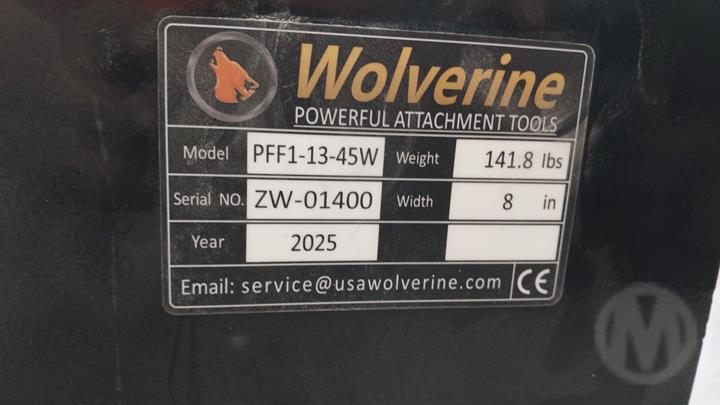 Wolverine
POWERFUL ATTACHMENT TOOLS
Model PFF1-13-45W Weight 141.8 lbs
Serial NO. ZW-01400 Width 8 in
Year 2025
Email: service@usawolverine.com CE
M